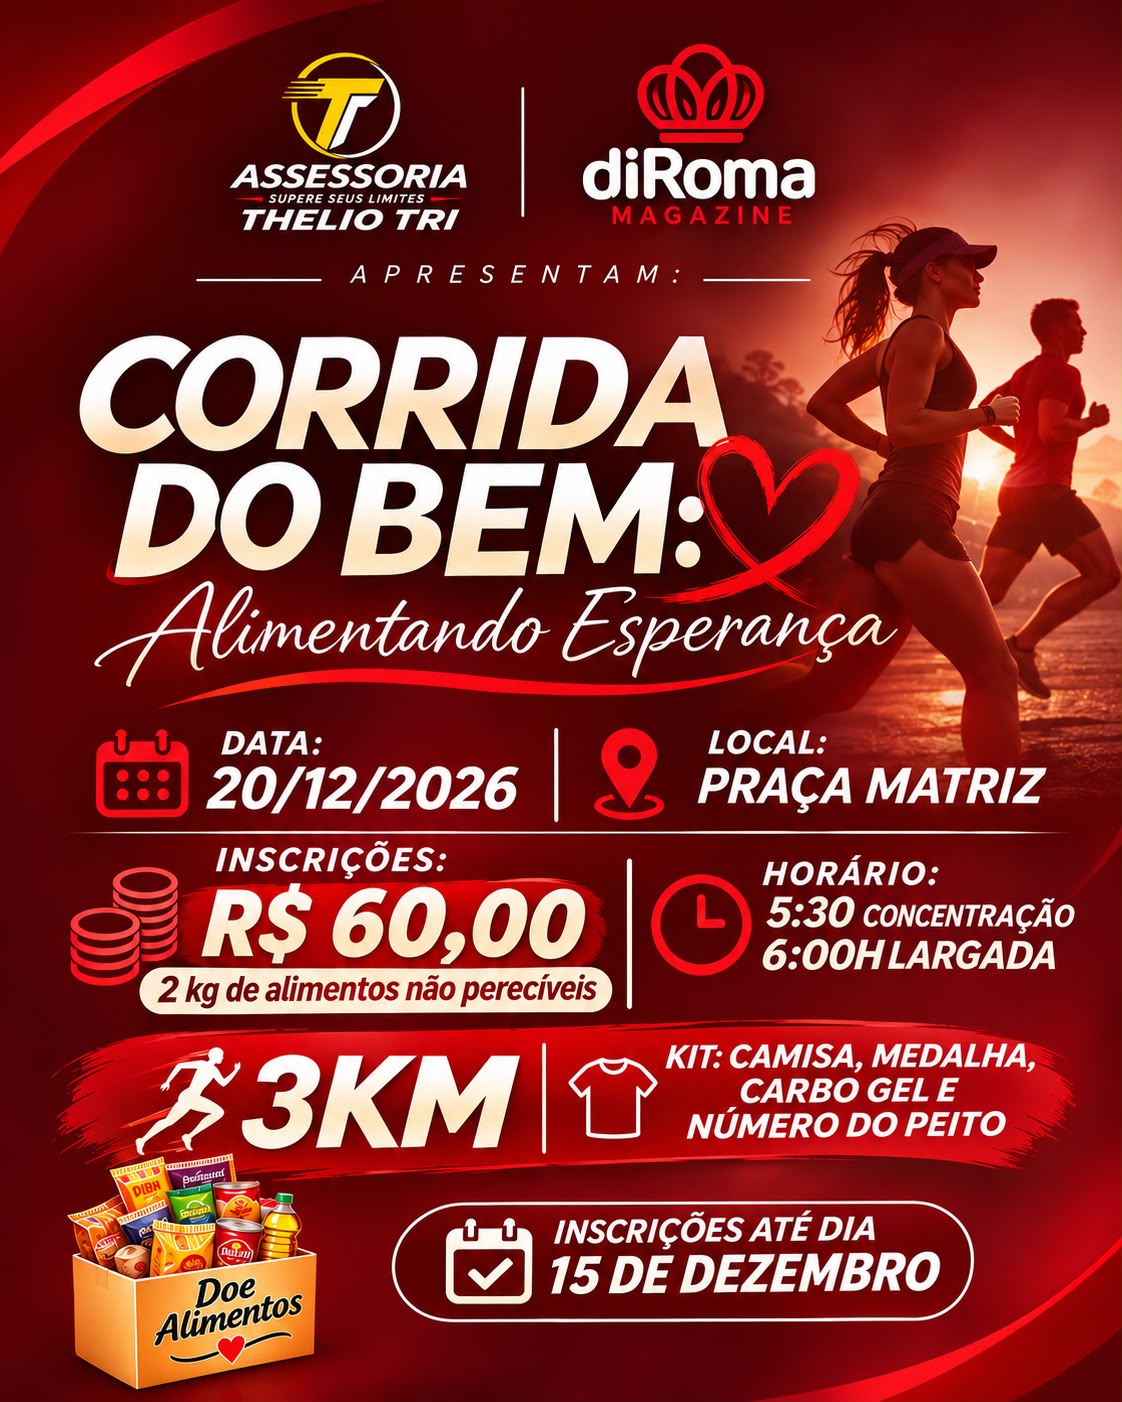 T
ASSESSORIA
SUPERE SEUS LIMITES
THELIO TRI
diRoma
MAGAZINE
APRESENTAM:
CORRIDA
DO BEM:
Alimentando Esperança
DATA:
20/12/2026
LOCAL:
PRAÇA MATRIZ
INSCRIÇÕES:
R$ 60,00
2 kg de alimentos não perecíveis
HORÁRIO:
5:30 CONCENTRAÇÃO
6:00H LARGADA
3KM
KIT: CAMISA, MEDALHA,
CARBO GEL E
NÚMERO DO PEITO
Doe
Alimentos
INSCRIÇÕES ATÉ DIA
15 DE DEZEMBRO